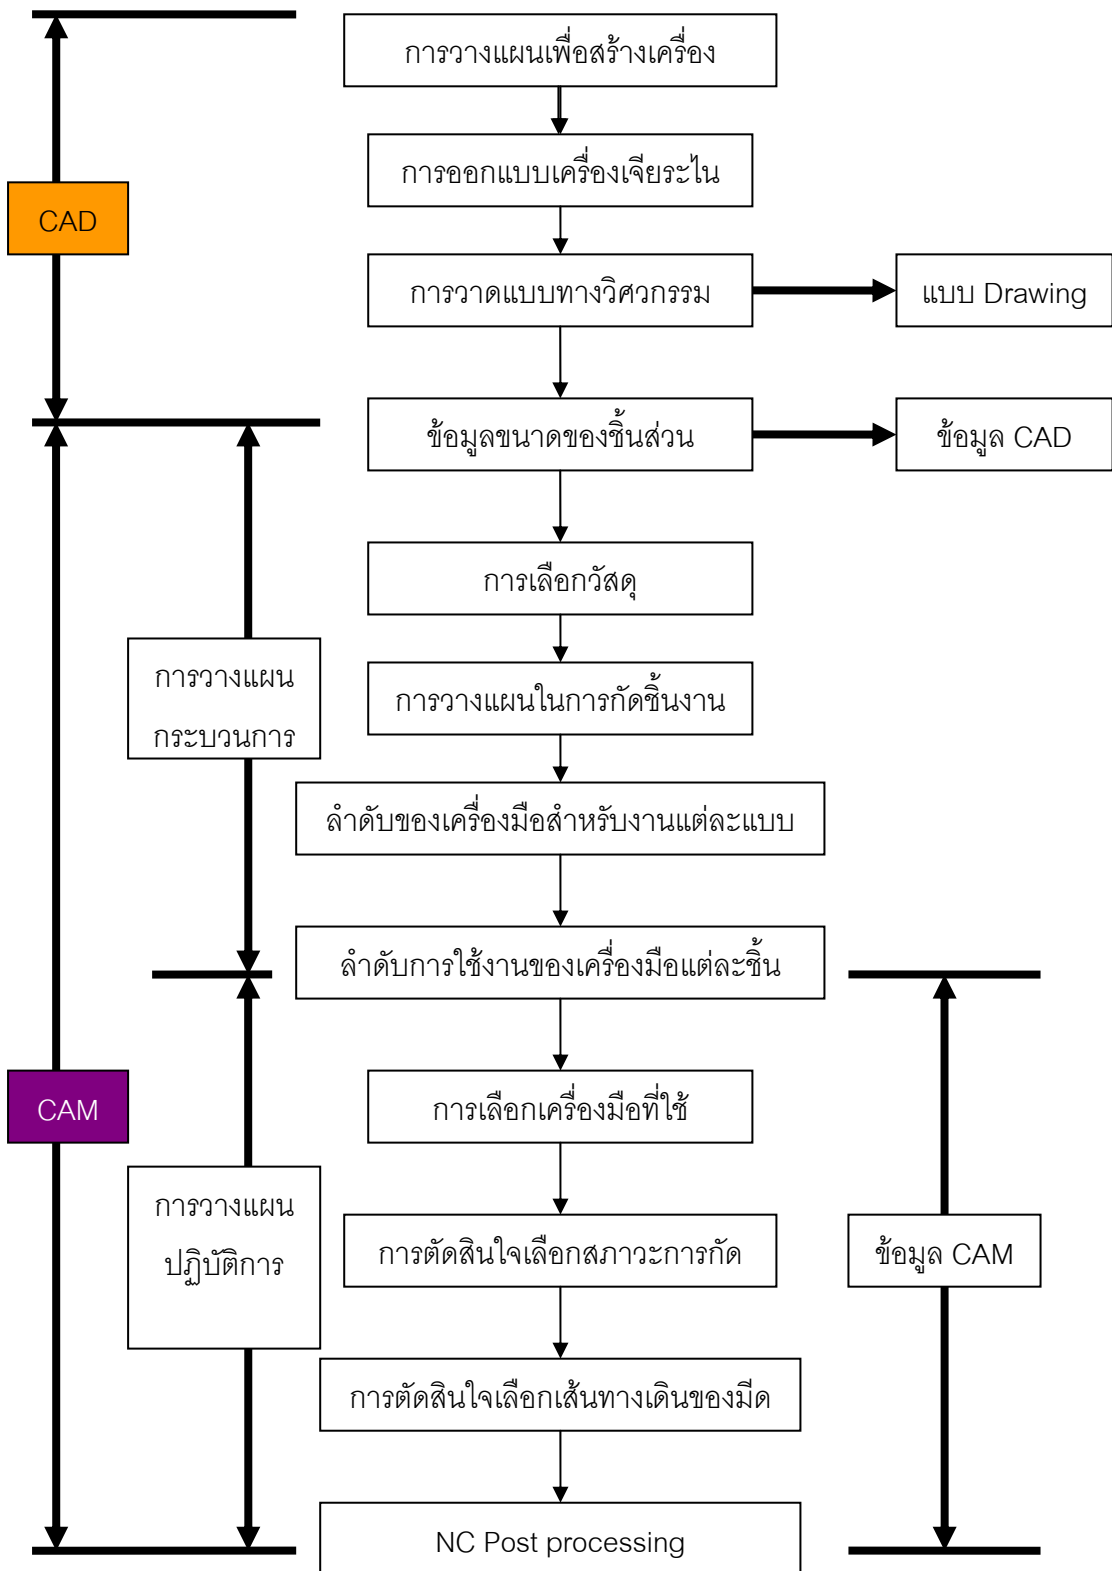 การวางแผนเพื่อสร้างเครื่อง
การออกแบบเครื่องเจียระไน
CAD
การวาดแบบทางวิศวกรรม
แบบ Drawing
ข้อมูลขนาดของชิ้นส่วน
ข้อมูล CAD
การเลือกวัสดุ
การวางแผน
กระบวนการ
การวางแผนในการกัดชิ้นงาน
ลำดับของเครื่องมือสำหรับงานแต่ละแบบ
ลำดับการใช้งานของเครื่องมือแต่ละชิ้น
CAM
การเลือกเครื่องมือที่ใช้
การวางแผน
ปฏิบัติการ
การตัดสินใจเลือกสภาวะการกัด
ข้อมูล CAM
การตัดสินใจเลือกเส้นทางเดินของมีด
NC Post processing